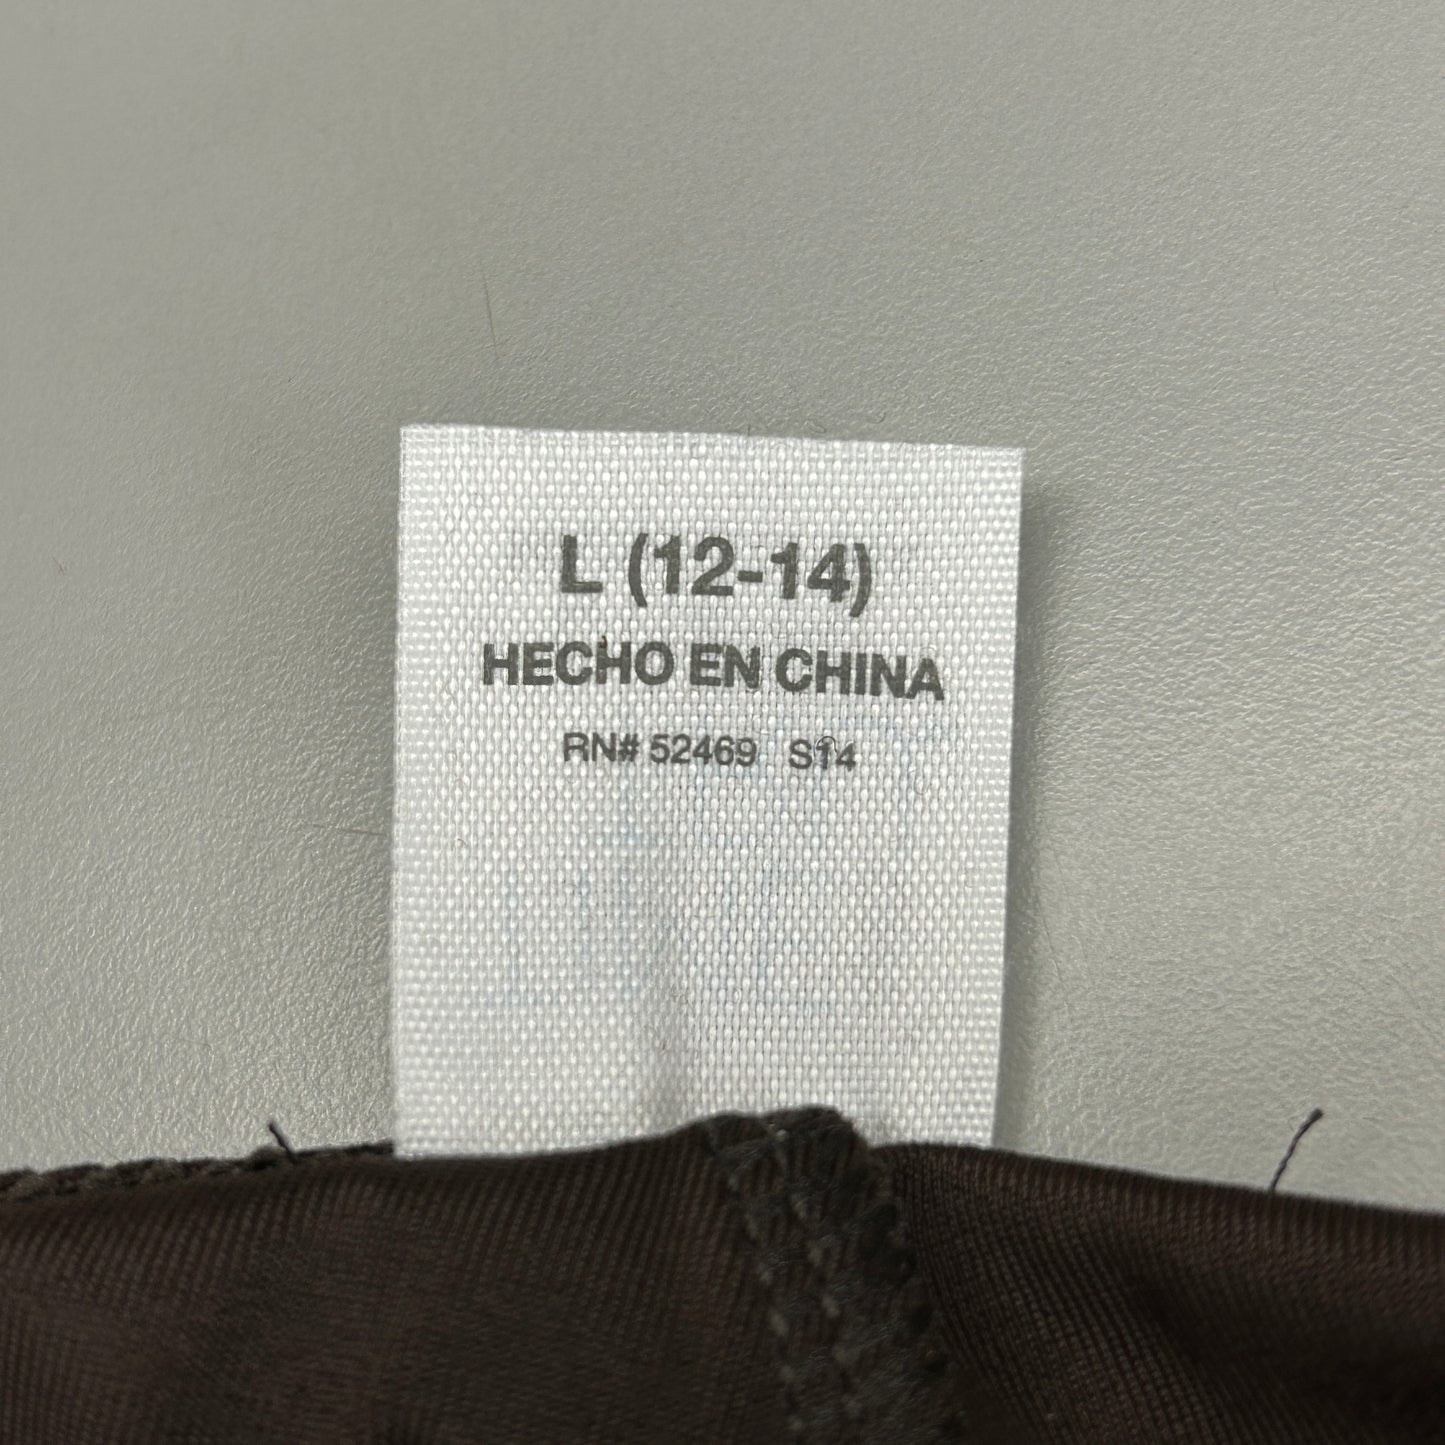 L (12-14)
HECHO EN CHINA
RN# 52469 S14